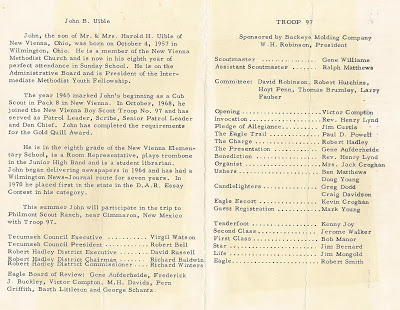 John B. Uible
John, the son of Mr. & Mrs. Harold H. Uible of
New Vienna, Ohio, was born on October 4, 1957 in
Wilmington, Ohio. He is a member of the New Vienna
Methodist Church and is now in his eighth year of
perfect attendance in Sunday School. He is on the
Administrative Board and is President of the Inter-
mediate Methodist Youth Fellowship.
The year 1965 marked John's beginning as a Cub
Scout in Pack 8 in New Vienna. In October, 1968, he
joined the New Vienna Boy Scout Troop No. 97 and has
served as Patrol Leader, Scribe, Senior Patrol Leader
and Den Chief. John has completed the requirements
for the Gold Quill Award.
He is in the eighth grade of the New Vienna Elemen-
tary School, is a Room Representative, plays trombone
in the Junior High Band and is a student librarian.
John began delivering newspapers in 1964 and has had a
Wilmington News-Journal route for seven years. In
1970 he placed first in the state in the D.A.R. Essay
Contest in his category.
This summer John will participate in the trip to
Philmont Scout Ranch, near Cimmaron, New Mexico
with Troop 97.
Tecumseh Council Executive . . . . . . . . . . Virgil Watson
Tecumseh Council President . . . . . . . . . . Robert Bell
Robert Hadley District Executive . . . . . . David Russell
Robert Hadley District Chairman . . . . . . Richard Baldwin
Robert Hadley District Commissioner . . . . Richard Winters
Eagle Board of Review: Gene Aufderheide, Frederick
J. Buckley, Victor Compton, M.H. Davids, Fern
Griffith, Barth Littleton and George Schantz
TROOP 97
Sponsored by Buckeye Molding Company
W.H. Robinson, President
Scoutmaster . . . . . . . . . . Gene Williams
Assistant Scoutmaster . . . . . . Ralph Matthews
Committee: David Robinson, Robert Hutchins,
Hoyt Fenn, Thomas Brumley, Larry
Fauber
Opening . . . . . . . . . . Victor Compton
Invocation . . . . . . . . . . Rev. Henry Lynd
Pledge of Allegiance . . . . . . Jim Curtis
The Eagle Trail . . . . . . . . Paul D. Powell
The Charge . . . . . . . . . . Robert Hadley
The Presentation . . . . . . . . Gene Aufderheide
Benediction . . . . . . . . . . Rev. Henry Lynd
Organist . . . . . . . . . . Mrs. Jack Croghan
Ushers . . . . . . . . . . Ben Matthews
Doug Young
Candlelighters . . . . . . . . Greg Dodd
Craig Davidson
Eagle Escort . . . . . . . . . . Kevin Croghan
Guest Registration . . . . . . . . Mark Young
Tenderfoot . . . . . . . . . . Kenny Joy
Second Class . . . . . . . . . . Jerome Walker
First Class . . . . . . . . . . Bob Manor
Star . . . . . . . . . . Jim Bernard
Life . . . . . . . . . . Jim Mongold
Eagle . . . . . . . . . . Robert Smith